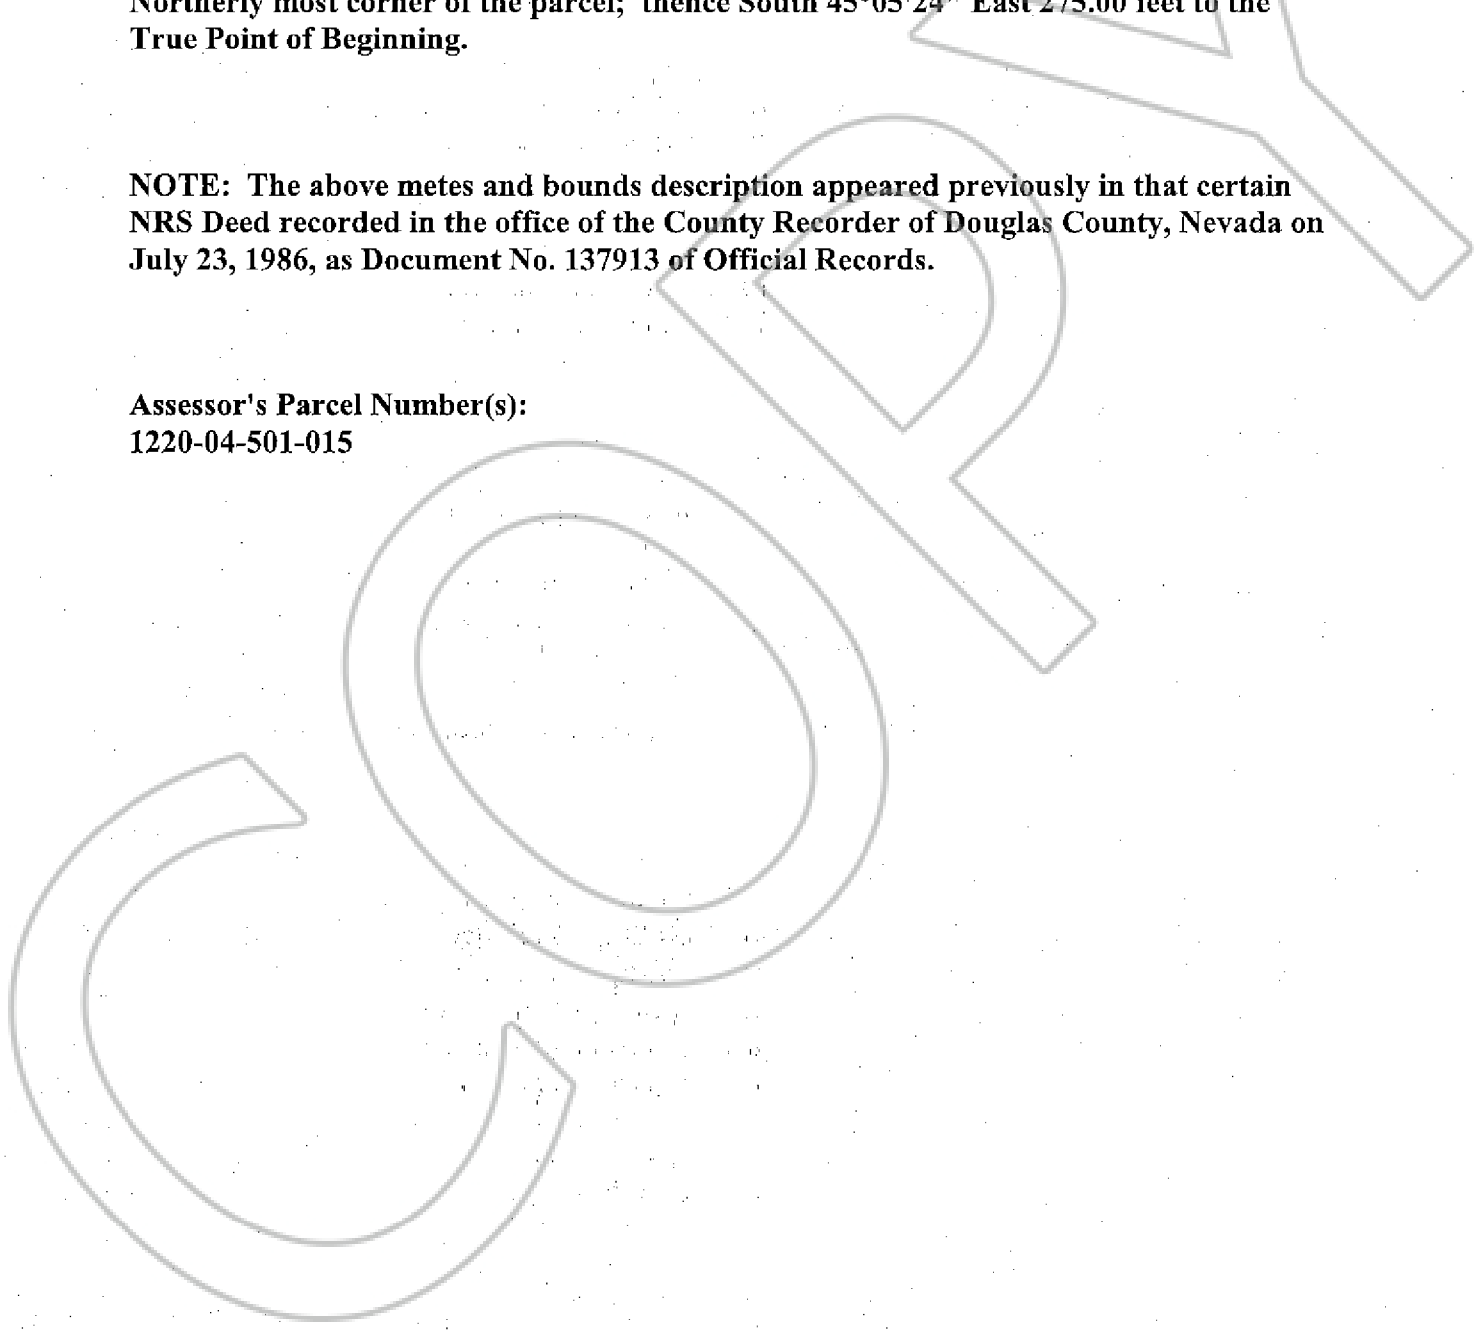 Northerly most corner of the parcel; thence South 45°05'24" East 275.00 feet to the
True Point of Beginning.
NOTE: The above metes and bounds description appeared previously in that certain
NRS Deed recorded in the office of the County Recorder of Douglas County, Nevada on
July 23, 1986, as Document No. 137913 of Official Records.
Assessor's Parcel Number(s):
1220-04-501-015
COPY